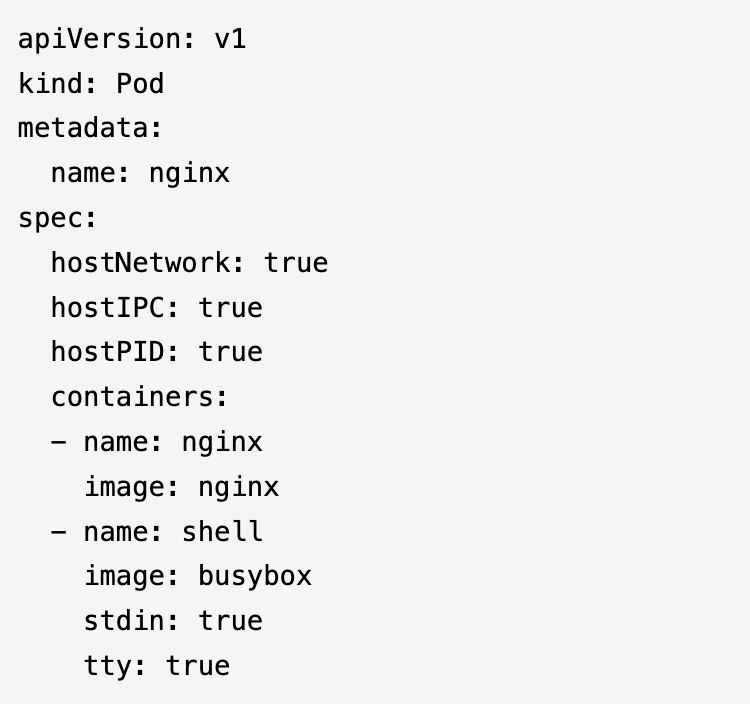 apiVersion: v1
kind: Pod
metadata:
  name: nginx
spec:
  hostNetwork: true
  hostIPC: true
  hostPID: true
  containers:
  - name: nginx
    image: nginx
  - name: shell
    image: busybox
    stdin: true
    tty: true